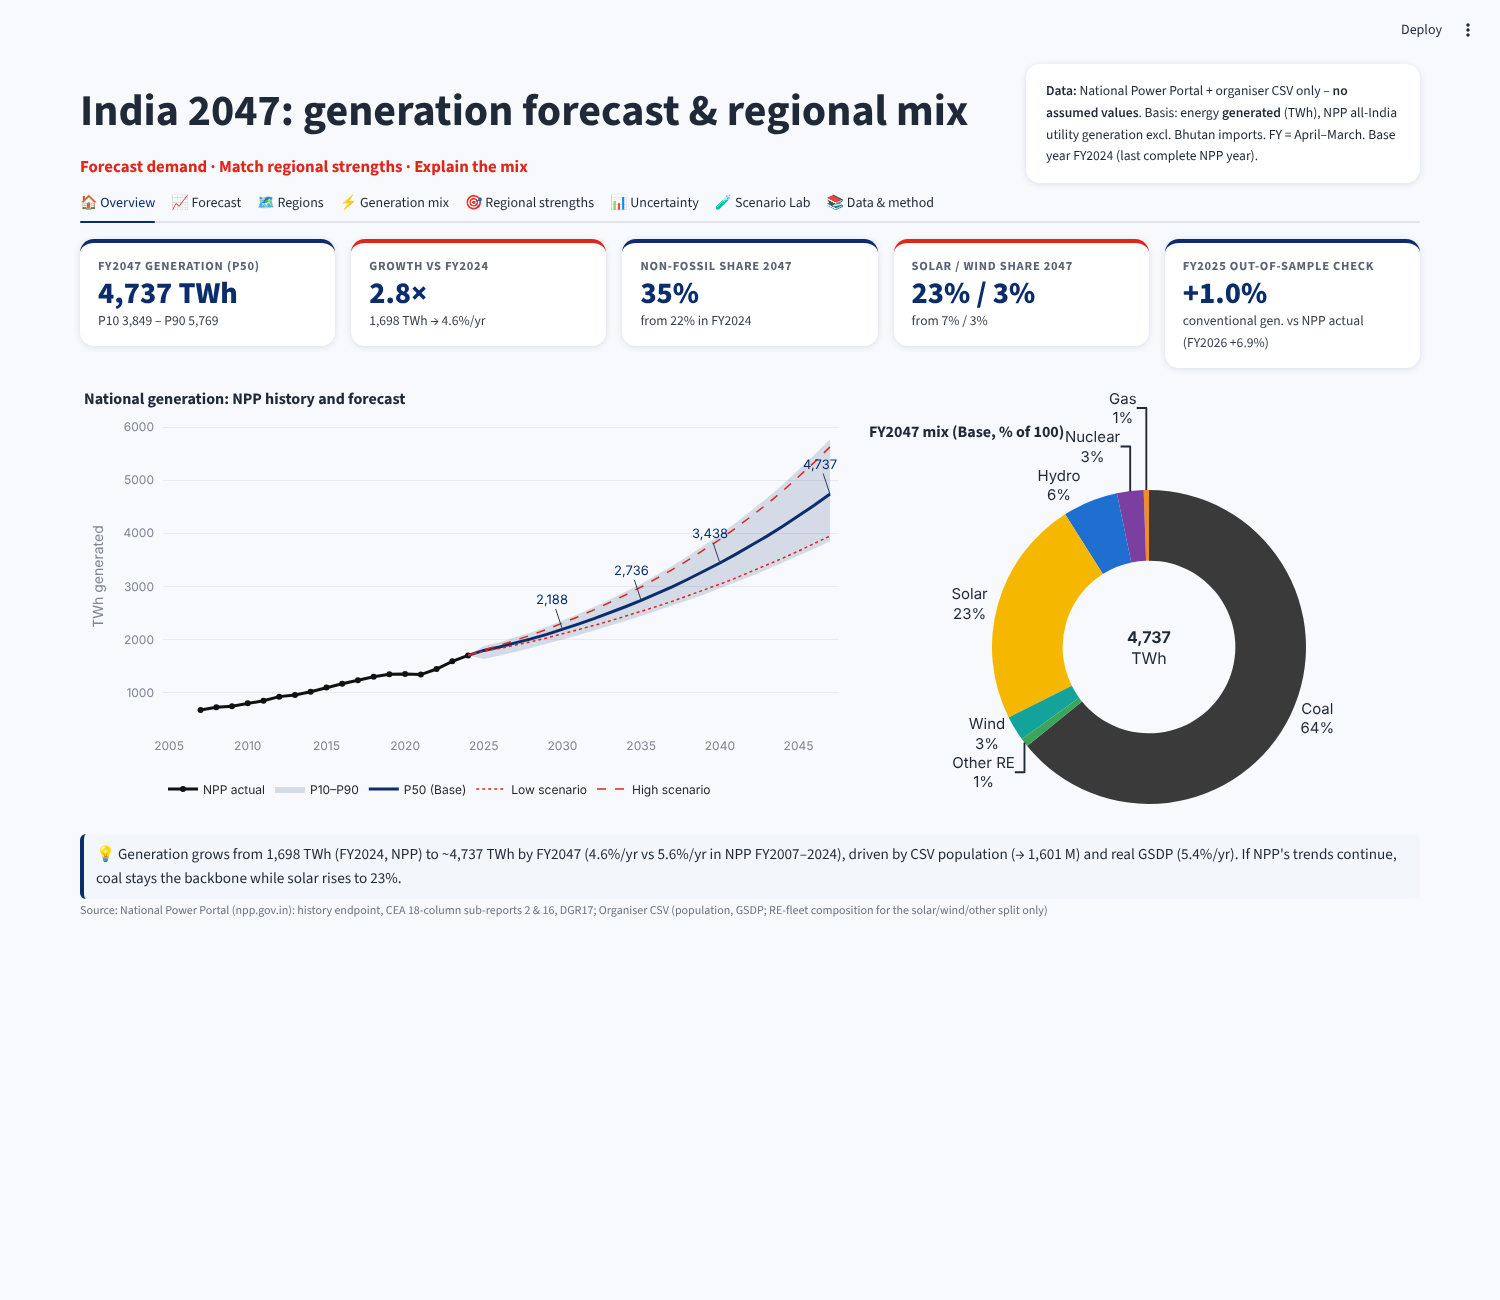 Deploy
India 2047: generation forecast & regional mix
Forecast demand · Match regional strengths · Explain the mix
Data: National Power Portal + organiser CSV only – no
assumed values. Basis: energy generated (TWh), NPP all-India
utility generation excl. Bhutan imports. FY = April–March. Base
year FY2024 (last complete NPP year).
🏠 Overview
📈 Forecast
🗺️ Regions
⚡ Generation mix
🎯 Regional strengths
📊 Uncertainty
🧪 Scenario Lab
📚 Data & method
FY2047 GENERATION (P50)
4,737 TWh
P10 3,849 – P90 5,769
GROWTH VS FY2024
2.8×
1,698 TWh → 4.6%/yr
NON-FOSSIL SHARE 2047
35%
from 22% in FY2024
SOLAR / WIND SHARE 2047
23% / 3%
from 7% / 3%
FY2025 OUT-OF-SAMPLE CHECK
+1.0%
conventional gen. vs NPP actual
(FY2026 +6.9%)
National generation: NPP history and forecast
6000
5000
4000
3000
2000
1000
TWh generated
2,188
2,736
3,438
4,737
2005
2010
2015
2020
2025
2030
2035
2040
2045
NPP actual
P10–P90
P50 (Base)
Low scenario
High scenario
FY2047 mix (Base, % of 100)
Gas
1%
Nuclear
3%
Hydro
6%
Solar
23%
Wind
3%
Other RE
1%
Coal
64%
4,737
TWh
💡 Generation grows from 1,698 TWh (FY2024, NPP) to ~4,737 TWh by FY2047 (4.6%/yr vs 5.6%/yr in NPP FY2007–2024), driven by CSV population (→ 1,601 M) and real GSDP (5.4%/yr). If NPP's trends continue,
coal stays the backbone while solar rises to 23%.
Source: National Power Portal (npp.gov.in): history endpoint, CEA 18-column sub-reports 2 & 16, DGR17; Organiser CSV (population, GSDP; RE-fleet composition for the solar/wind/other split only)